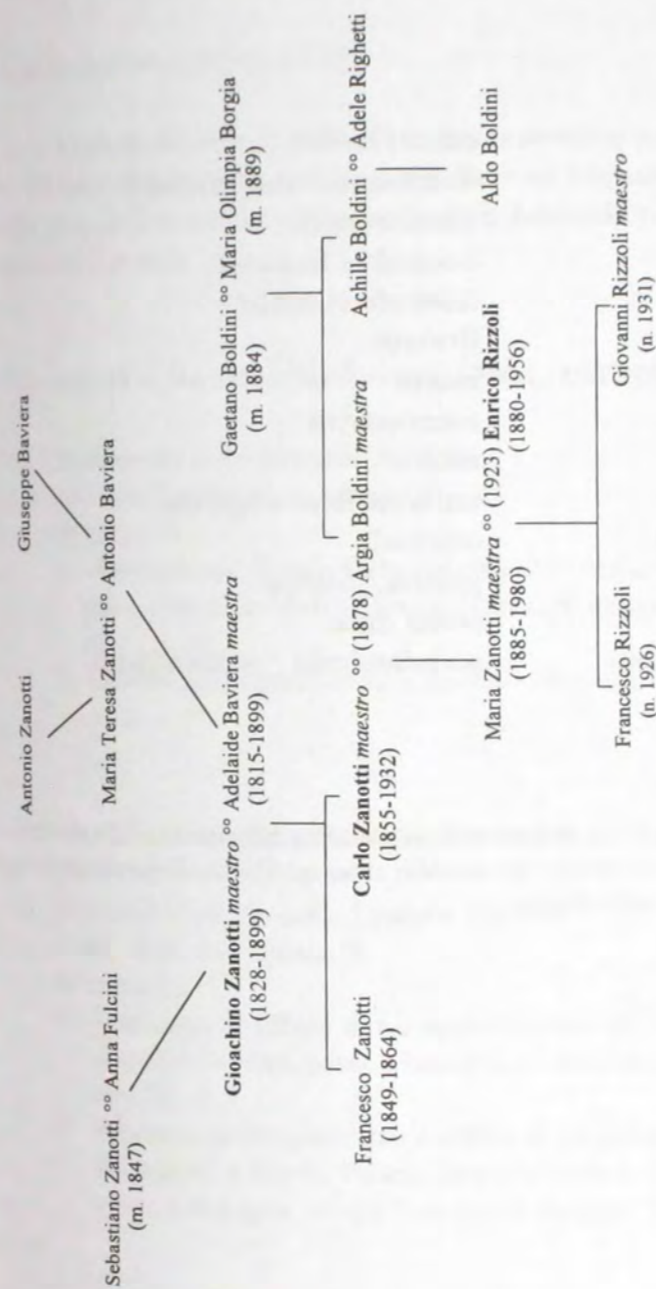 Antonio Zanotti
Giuseppe Baviera
Sebastiano Zanotti °° Anna Fulcini
(m. 1847)
Maria Teresa Zanotti °° Antonio Baviera
Gioachino Zanotti maestro °° Adelaide Baviera maestra
(1828-1899)
(1815-1899)
Gaetano Boldini °° Maria Olimpia Borgia
(m. 1884)
(m. 1889)
Francesco Zanotti
(1849-1864)
Carlo Zanotti maestro °° (1878) Argia Boldini maestra
(1855-1932)
Achille Boldini °° Adele Righetti
Maria Zanotti maestra °° (1923) Enrico Rizzoli
(1885-1980)
(1880-1956)
Aldo Boldini
Francesco Rizzoli
(n. 1926)
Giovanni Rizzoli maestro
(n. 1931)